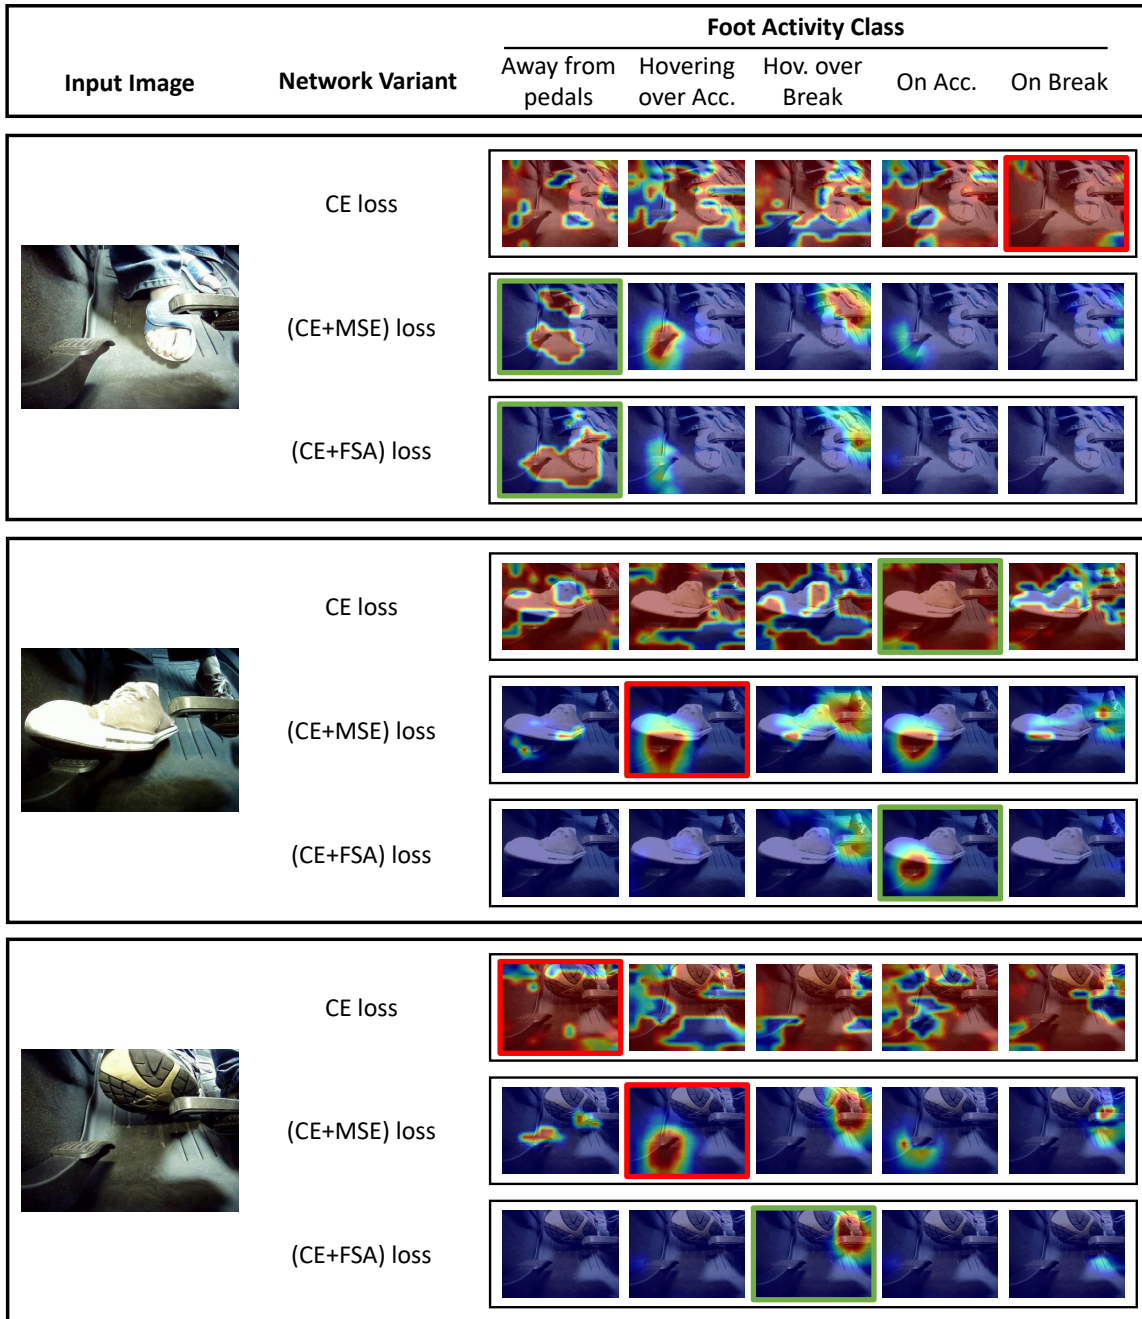 Foot Activity Class
Input Image
Network Variant
Away from
pedals
Hovering
over Acc.
Hov. over
Break
On Acc.
On Break
CE loss
(CE+MSE) loss
(CE+FSA) loss
CE loss
(CE+MSE) loss
(CE+FSA) loss
CE loss
(CE+MSE) loss
(CE+FSA) loss